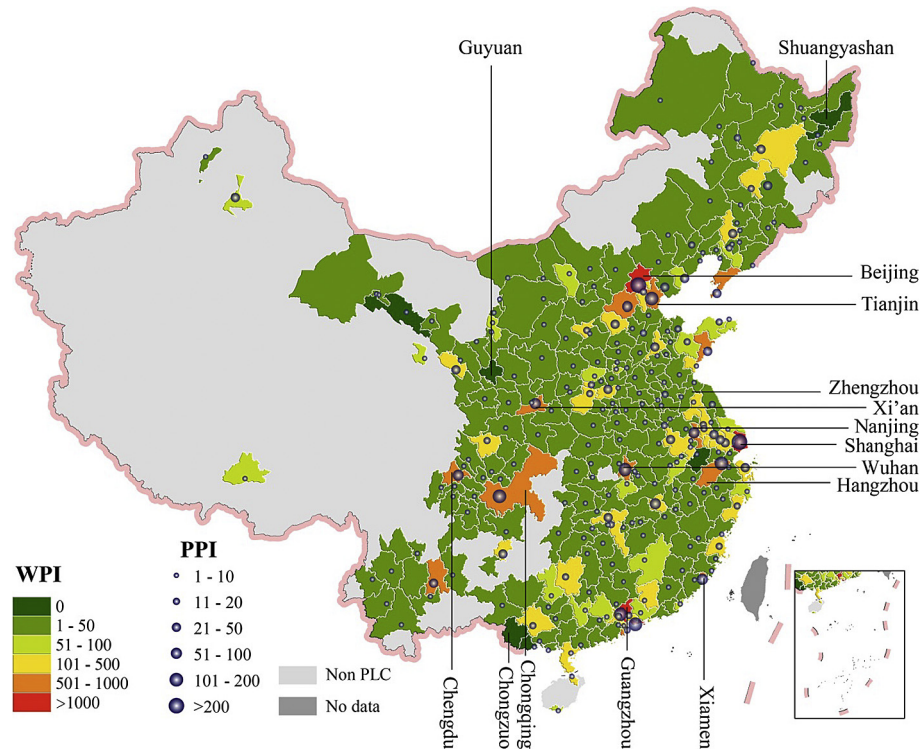 Guyuan
Shuangyashan
Beijing
Tianjin
Zhengzhou
Xi'an
Nanjing
Shanghai
Wuhan
Hangzhou
WPI
0
1 - 50
51 - 100
101 - 500
501 - 1000
>1000
PPI
1 - 10
11 - 20
21 - 50
51 - 100
101 - 200
>200
Non PLC
No data
Chengdu
Chongzuo
Chongqing
Guangzhou
Xiamen